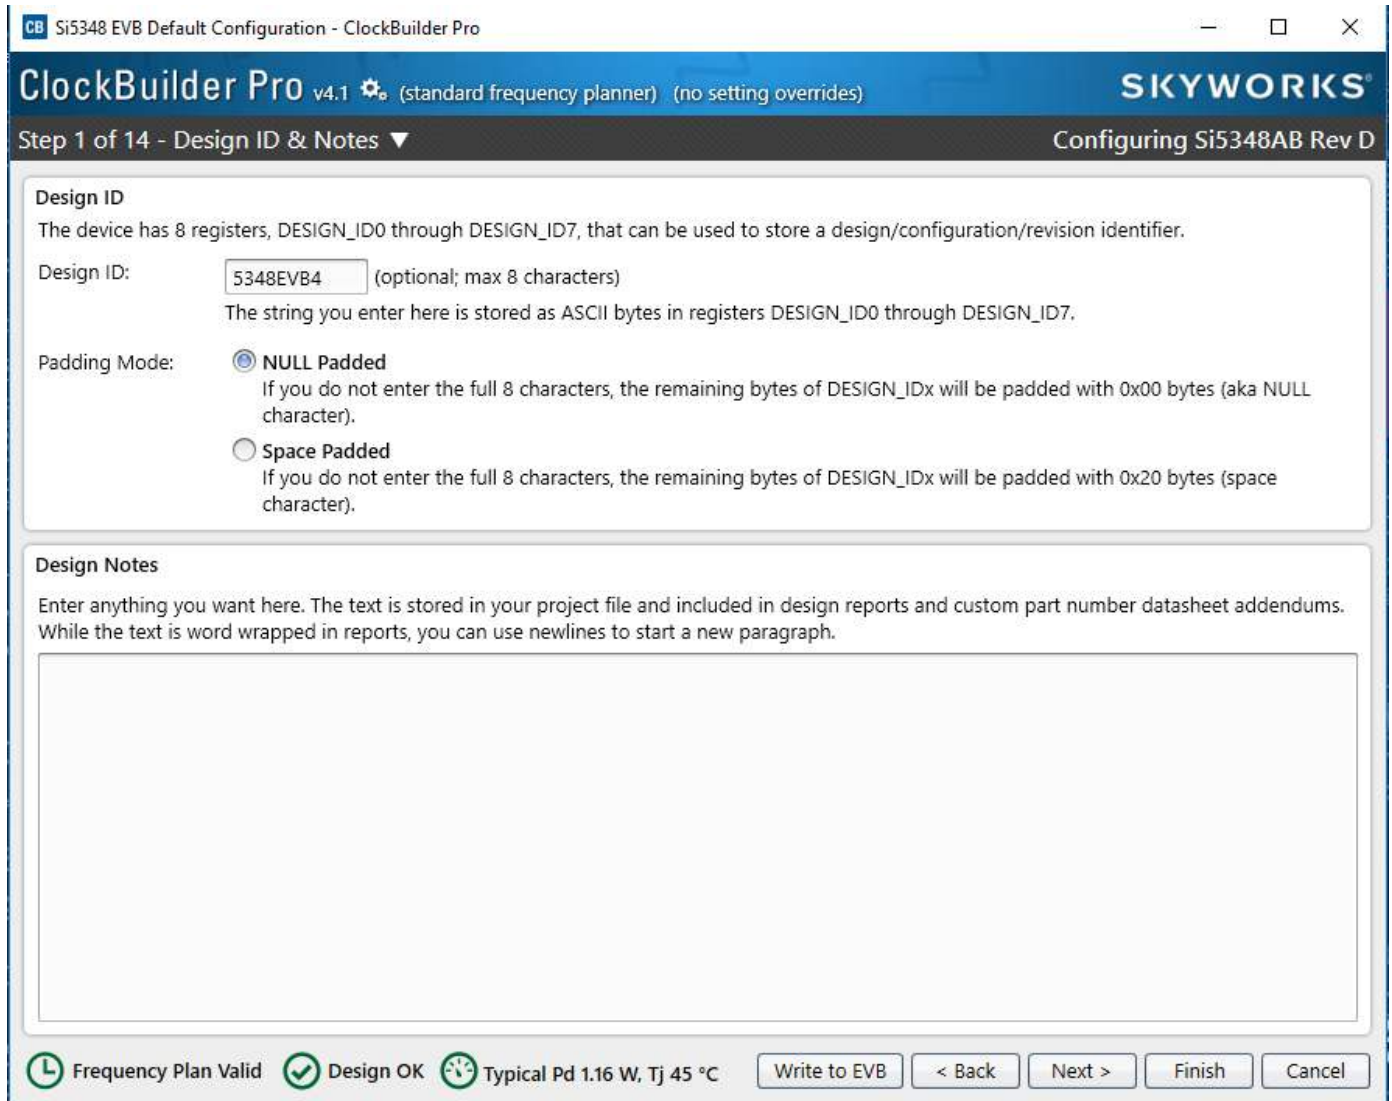 CB Si5348 EVB Default Configuration - ClockBuilder Pro
ClockBuilder Pro v4.1 (standard frequency planner) (no setting overrides) SKYWORKS®
Step 1 of 14 - Design ID & Notes ▼ Configuring Si5348AB Rev D
Design ID
The device has 8 registers, DESIGN_ID0 through DESIGN_ID7, that can be used to store a design/configuration/revision identifier.
Design ID: 5348EVB4 (optional; max 8 characters)
The string you enter here is stored as ASCII bytes in registers DESIGN_ID0 through DESIGN_ID7.
Padding Mode: NULL Padded
If you do not enter the full 8 characters, the remaining bytes of DESIGN_IDx will be padded with 0x00 bytes (aka NULL
character).
Space Padded
If you do not enter the full 8 characters, the remaining bytes of DESIGN_IDx will be padded with 0x20 bytes (space
character).
Design Notes
Enter anything you want here. The text is stored in your project file and included in design reports and custom part number datasheet addendums.
While the text is word wrapped in reports, you can use newlines to start a new paragraph.
Frequency Plan Valid Design OK Typical Pd 1.16 W, Tj 45 °C Write to EVB < Back Next > Finish Cancel